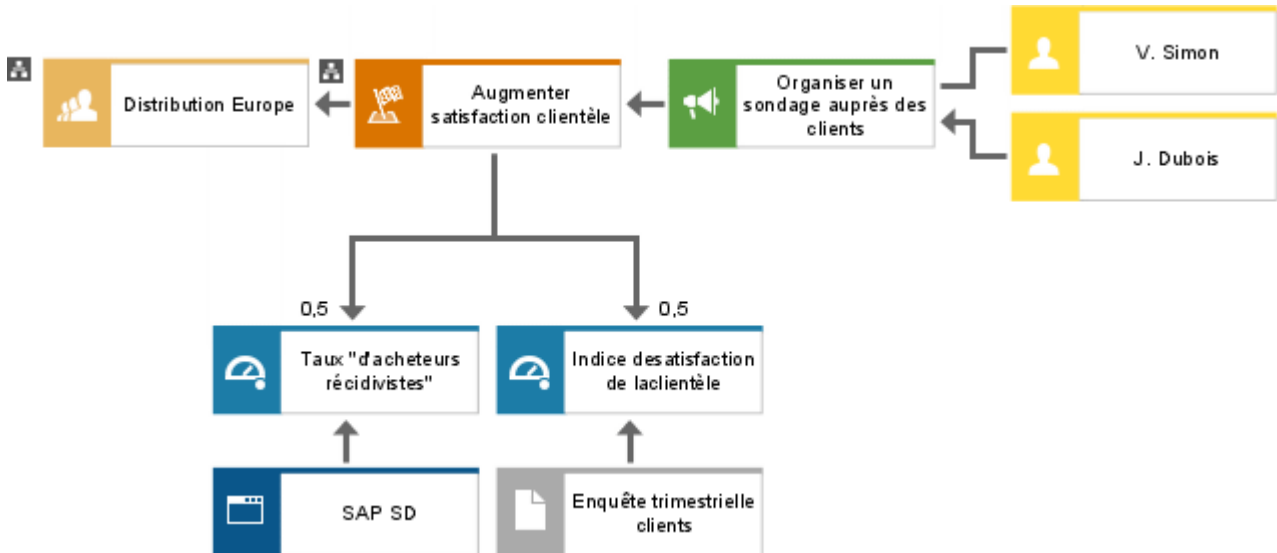 V. Simon
Distribution Europe
Augmenter
satisfaction clientèle
Organiser un
sondage auprès des
clients
J. Dubois
0,5
0,5
Taux "d'acheteurs
récidivistes"
Indice desatisfaction
de laclientèle
SAP SD
Enquête trimestrielle
clients